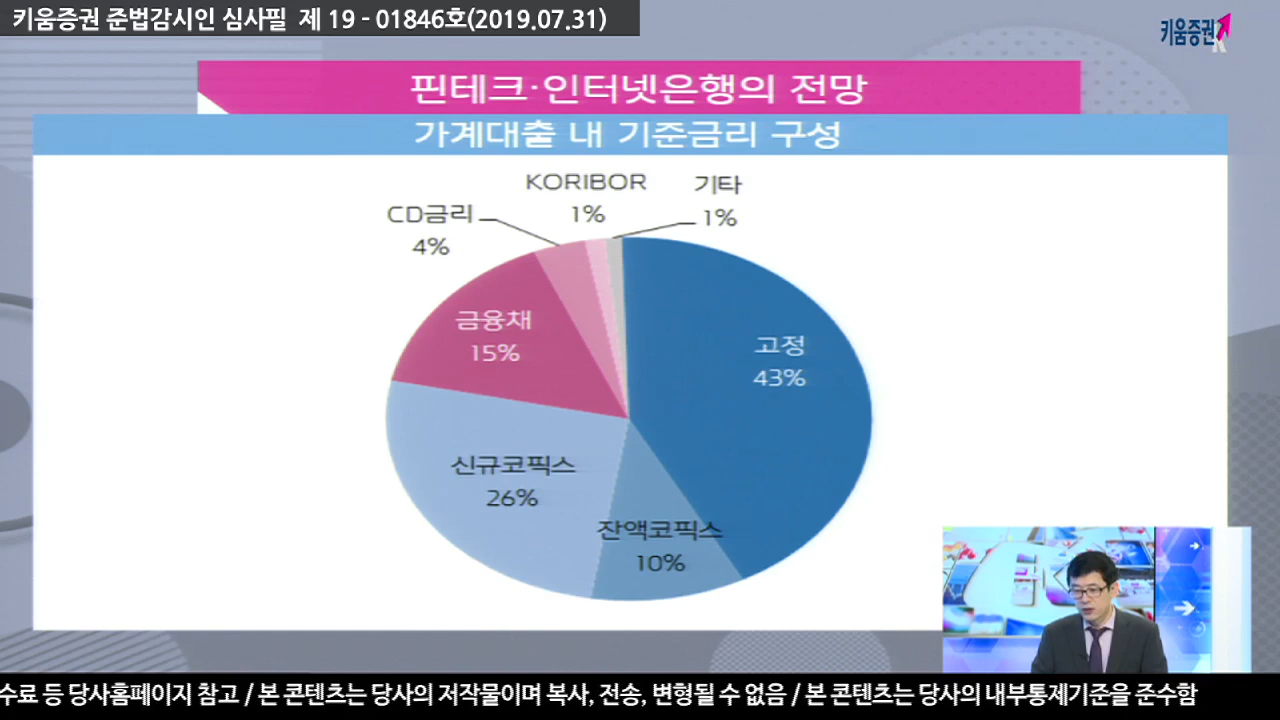 키움증권 준법감시인 심사필 제 19 - 01846호(2019.07.31)
키움증권
핀테크·인터넷은행의 전망
가계대출 내 기준금리 구성
KORIBOR
1%
기타
1%
CD금리
4%
금융채
15%
고정
43%
신규코픽스
26%
잔액코픽스
10%
수료 등 당사홈페이지 참고 / 본 콘텐츠는 당사의 저작물이며 복사, 전송, 변형될 수 없음 / 본 콘텐츠는 당사의 내부통제기준을 준수함